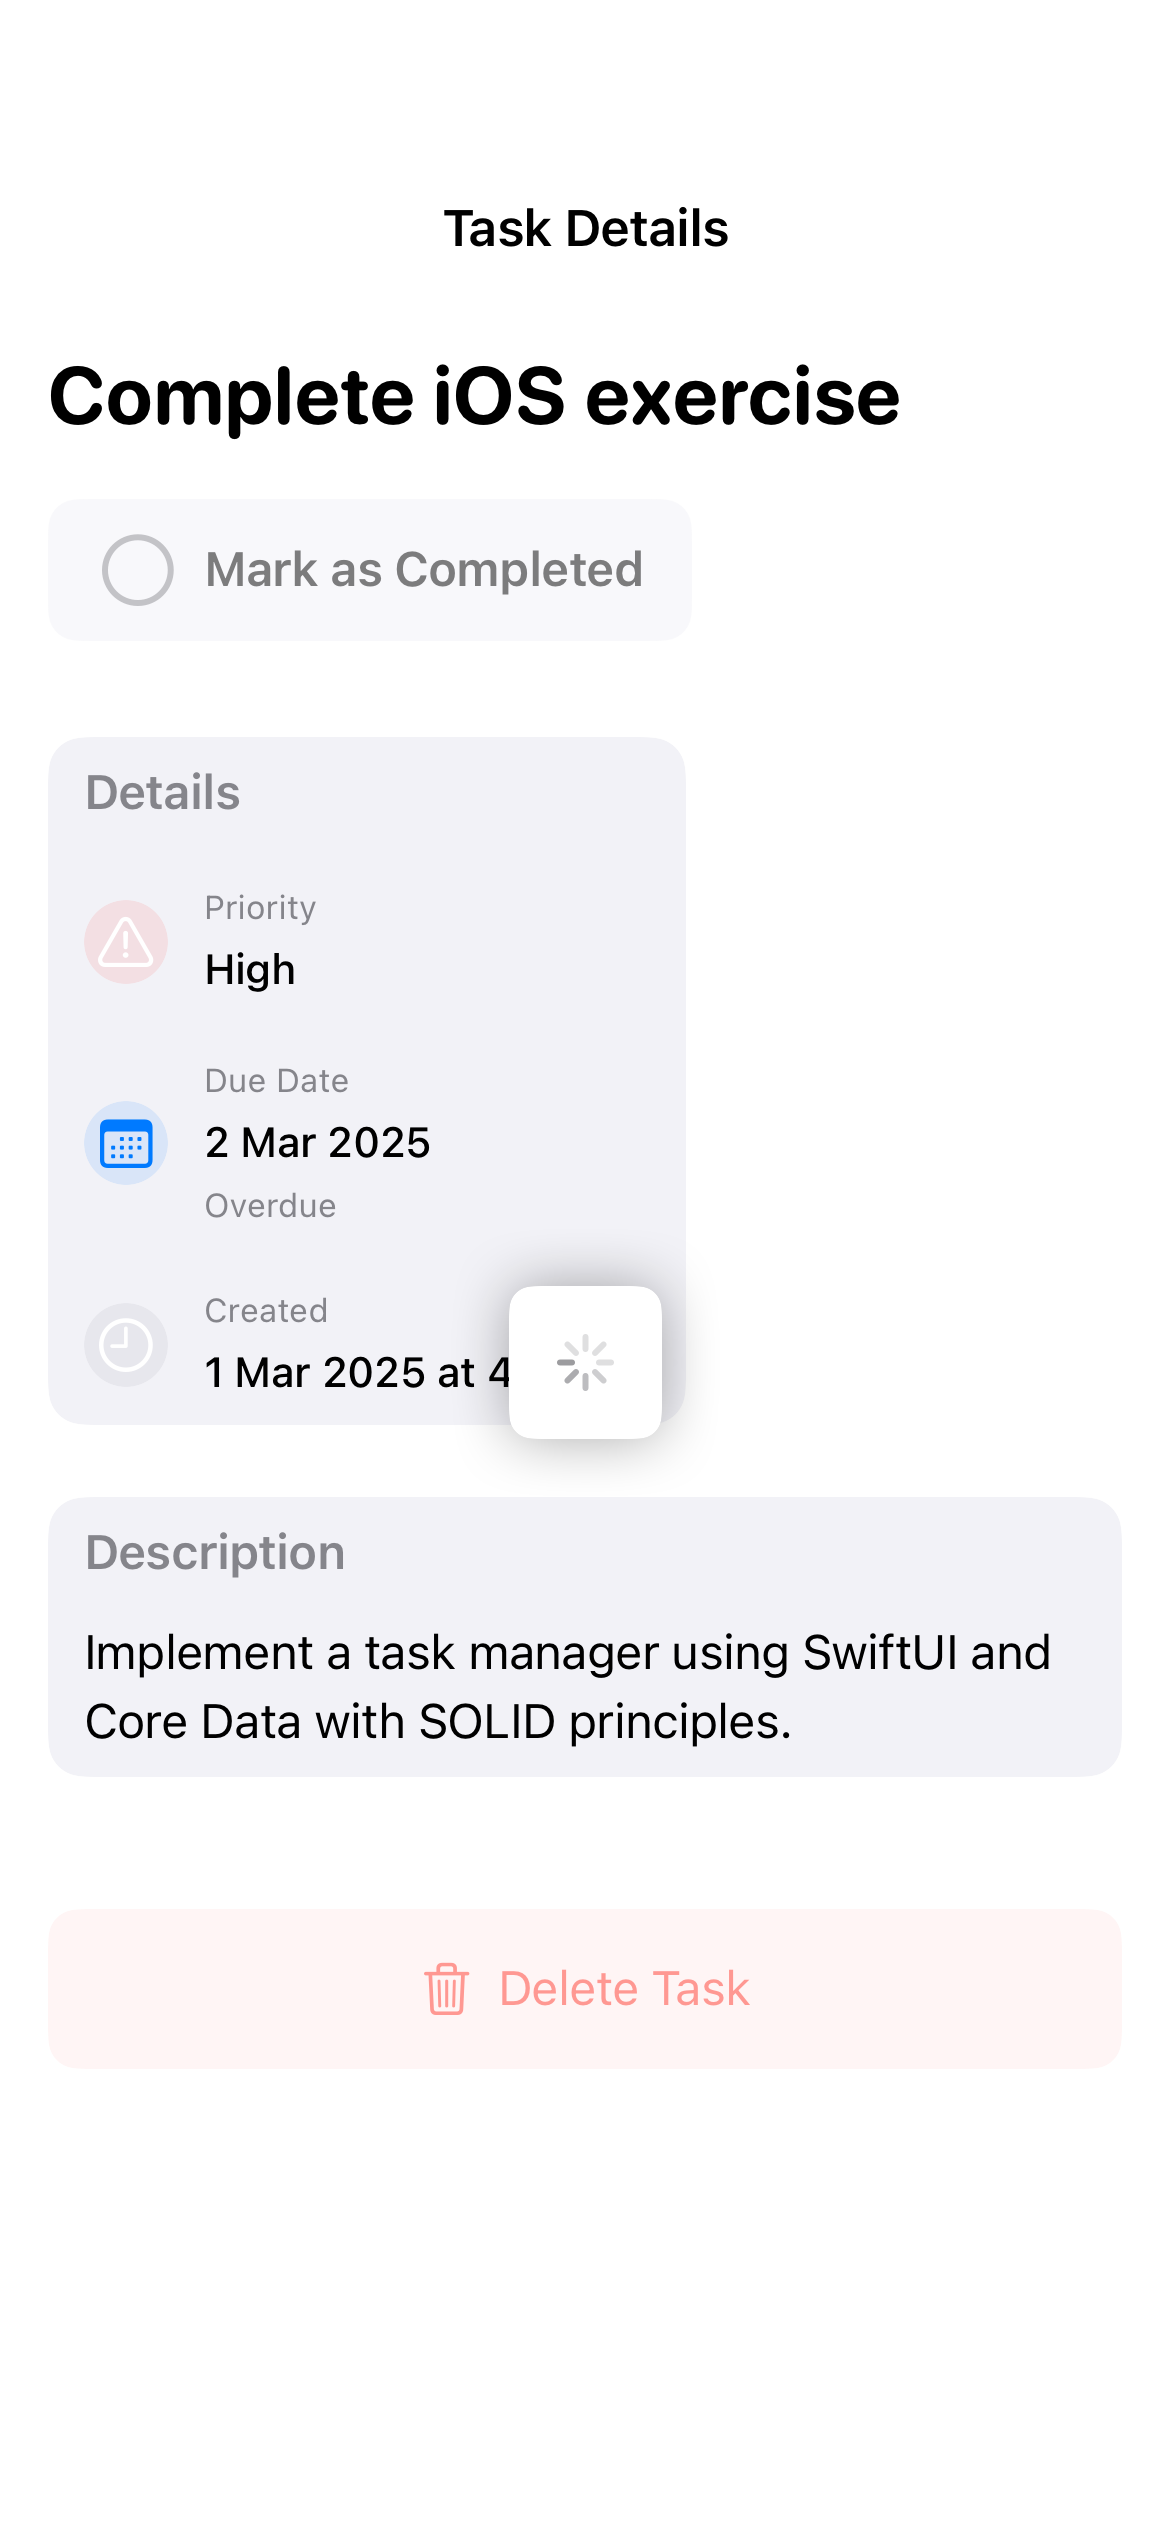 Task Details
Complete iOS exercise
Mark as Completed
Details
Priority
High
Due Date
2 Mar 2025
Overdue
Created
1 Mar 2025 at 4
Description
Implement a task manager using SwiftUI and
Core Data with SOLID principles.
Delete Task